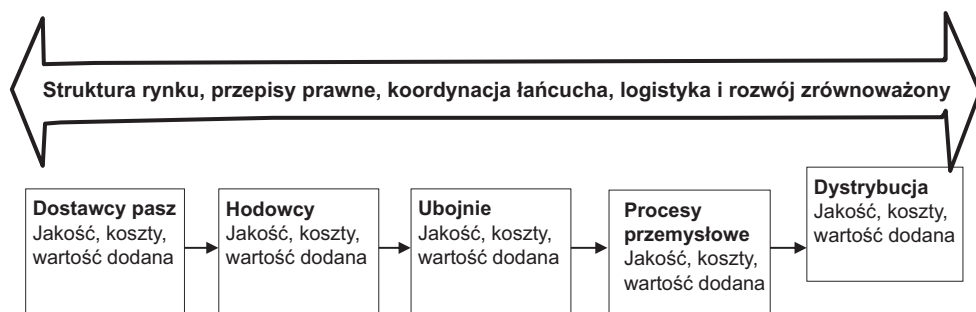 Struktura rynku, przepisy prawne, koordynacja łańcucha, logistyka i rozwój zrównoważony
Dostawcy pasz
Jakość, koszty,
wartość dodana
Hodowcy
Jakość, koszty,
wartość dodana
Ubojnie
Jakość, koszty,
wartość dodana
Procesy
przemysłowe
Jakość, koszty,
wartość dodana
Dystrybucja
Jakość, koszty,
wartość dodana